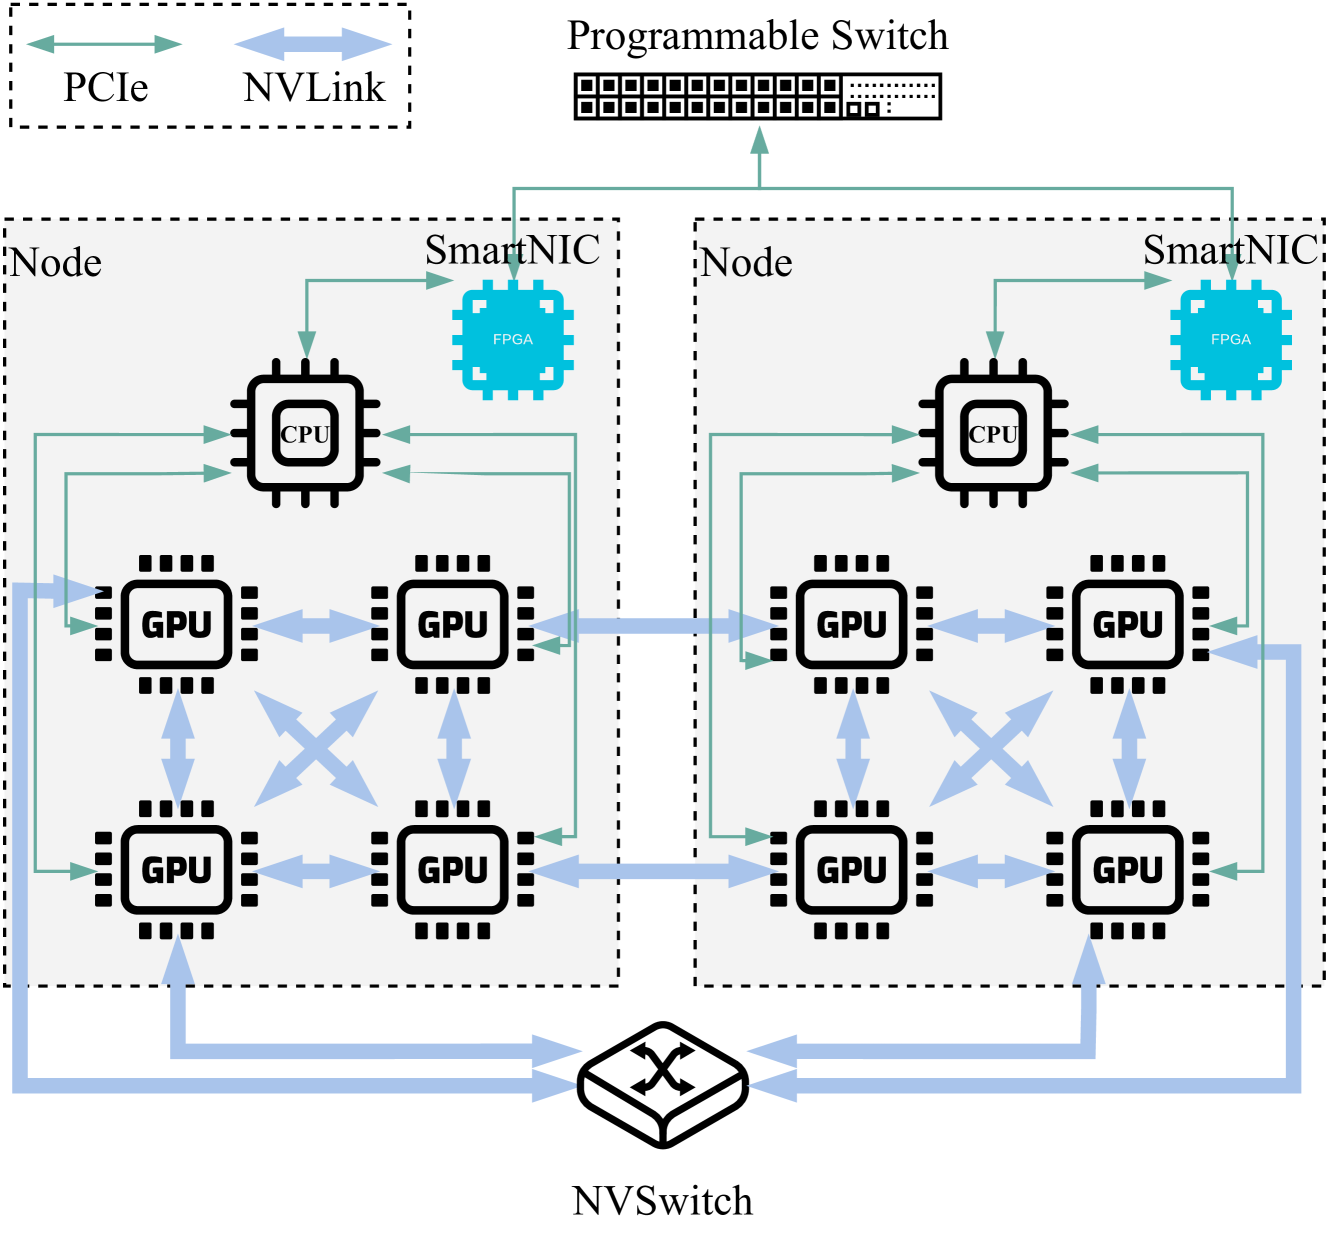 Programmable Switch
PCIe
NVLink
Node
SmartNIC
Node
SmartNIC
FPGA
FPGA
CPU
CPU
GPU
GPU
GPU
GPU
GPU
GPU
GPU
GPU
NVSwitch